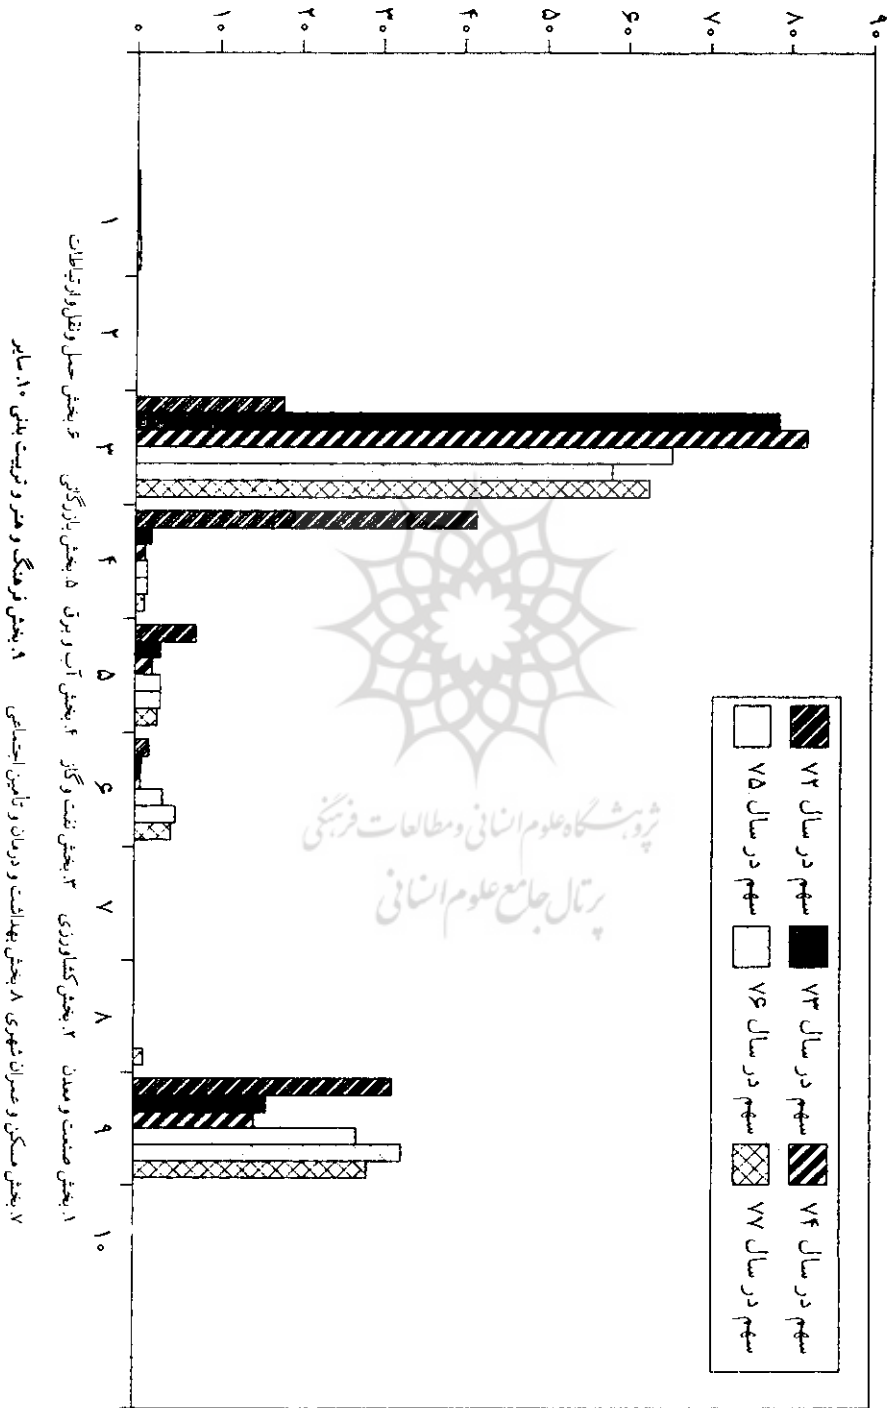 ۹۰
۸۰
۷۰
۶۰
۵۰
۴۰
۳۰
۲۰
۱۰
۰
سهم در سال ۷۲ سهم در سال ۷۳ سهم در سال ۷۴
سهم در سال ۷۵ سهم در سال ۷۶ سهم در سال ۷۷
۱ ۲ ۳ ۴ ۵ ۶ ۷ ۸ ۹ ۱۰
۱. بخش صنعت و معدن ۲. بخش کشاورزی ۳. بخش نفت و گاز ۴. بخش آب و برق ۵. بخش بازرگانی ۶. بخش حمل و نقل و ارتباطات
۷. بخش مسکن و عمران شهری ۸. بخش بهداشت و درمان و تأمین اجتماعی ۹. بخش فرهنگ و هنر و تربیت بدنی ۱۰. سایر
پژوهشگاه علوم انسانی و مطالعات فرهنگی
پرتال جامع علوم انسانی